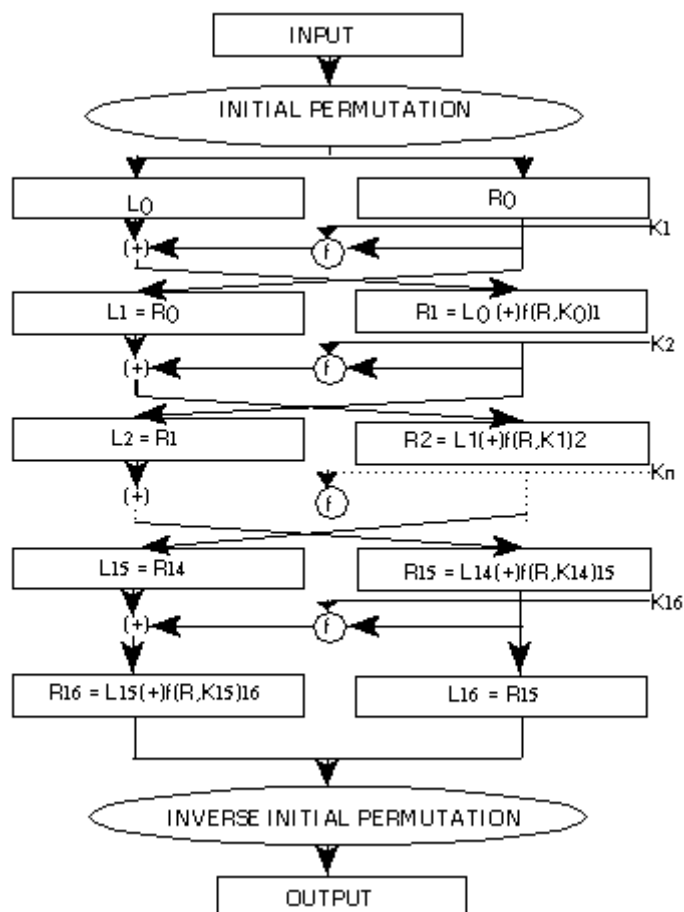 INPUT
INITIAL PERMUTATION
L0
R0
K1
(+)
f
L1 = R0
R1 = L0 (+)f(R,K0)1
K2
(+)
f
L2 = R1
R2 = L1(+)f(R,K1)2
Kn
(+)
f
L15 = R14
R15 = L14(+)f(R,K14)15
K16
(+)
f
R16 = L15(+)f(R,K15)16
L16 = R15
INVERSE INITIAL PERMUTATION
OUTPUT